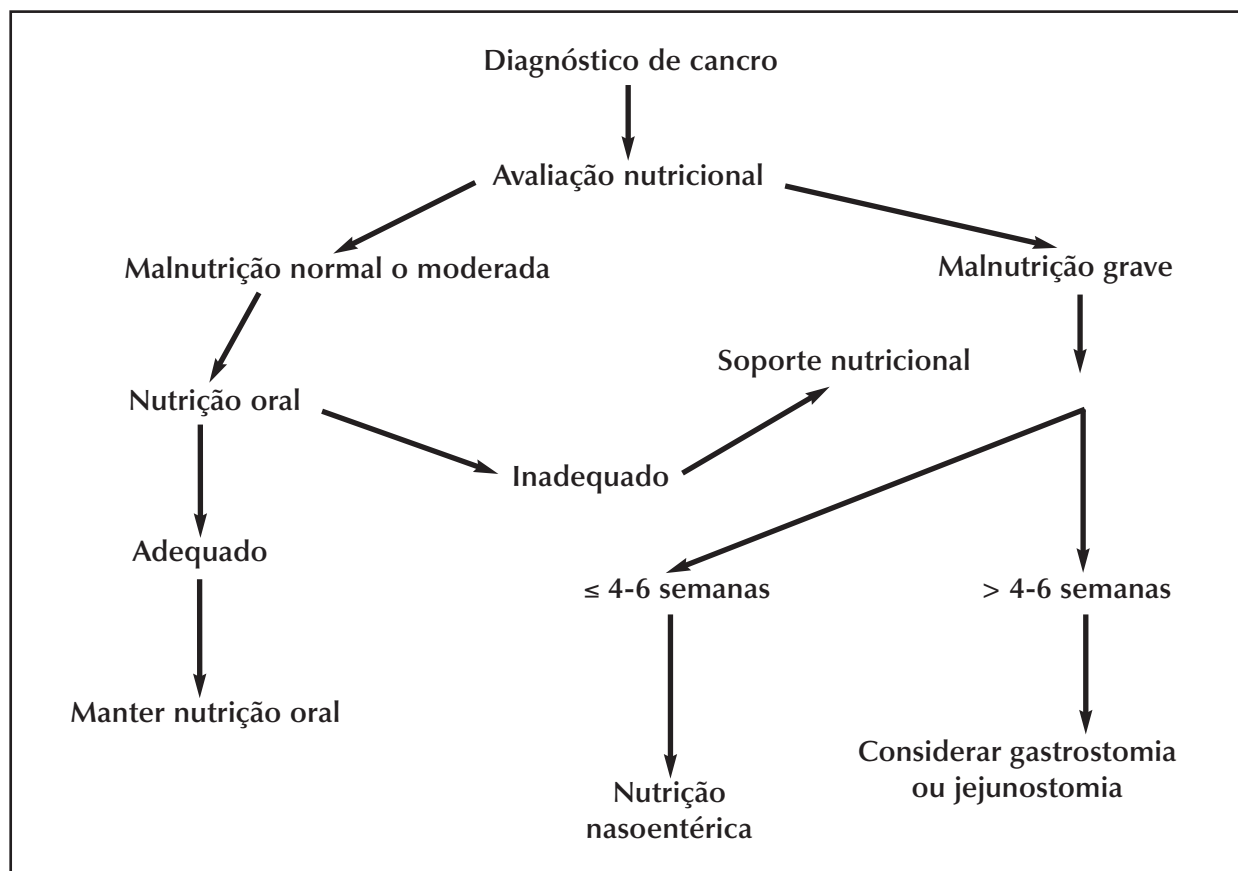 Diagnóstico de cancro
Avaliação nutricional
Malnutrição normal o moderada
Malnutrição grave
Soporte nutricional
Nutrição oral
Inadequado
Adequado
≤ 4-6 semanas
> 4-6 semanas
Manter nutrição oral
Considerar gastrostomia
ou jejunostomia
Nutrição
nasoentérica